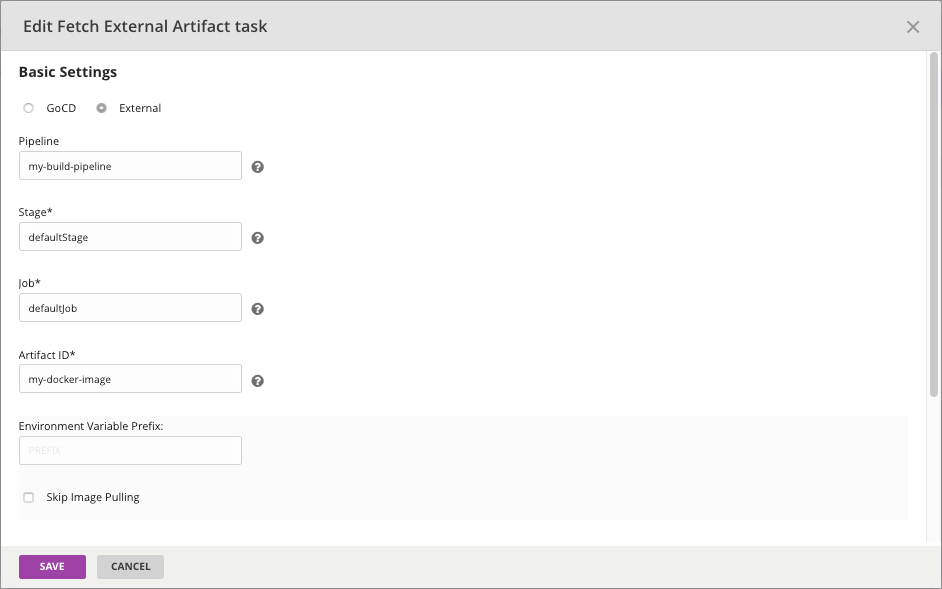 Edit Fetch External Artifact task
Basic Settings
GoCD External
Pipeline
my-build-pipeline
Stage*
defaultStage
Job*
defaultJob
Artifact ID*
my-docker-image
Environment Variable Prefix:
PREFIX
Skip Image Pulling
SAVE CANCEL